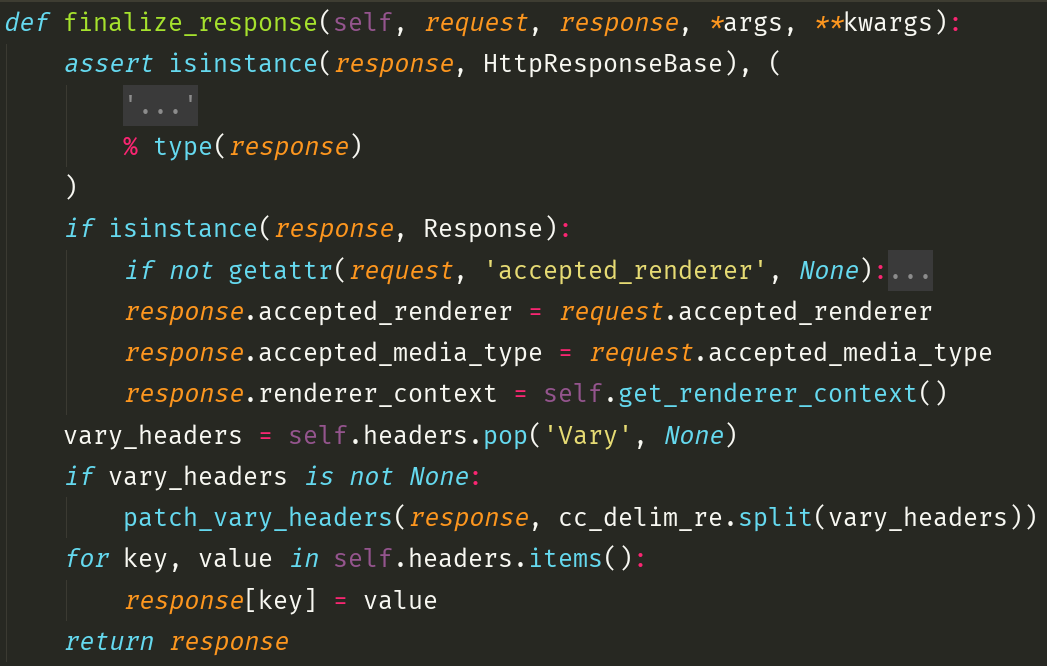 def finalize_response(self, request, response, *args, **kwargs):
    assert isinstance(response, HttpResponseBase), (
        '...'
        % type(response)
    )
    if isinstance(response, Response):
        if not getattr(request, 'accepted_renderer', None):...
        response.accepted_renderer = request.accepted_renderer
        response.accepted_media_type = request.accepted_media_type
        response.renderer_context = self.get_renderer_context()
    vary_headers = self.headers.pop('Vary', None)
    if vary_headers is not None:
        patch_vary_headers(response, cc_delim_re.split(vary_headers))
    for key, value in self.headers.items():
        response[key] = value
    return response